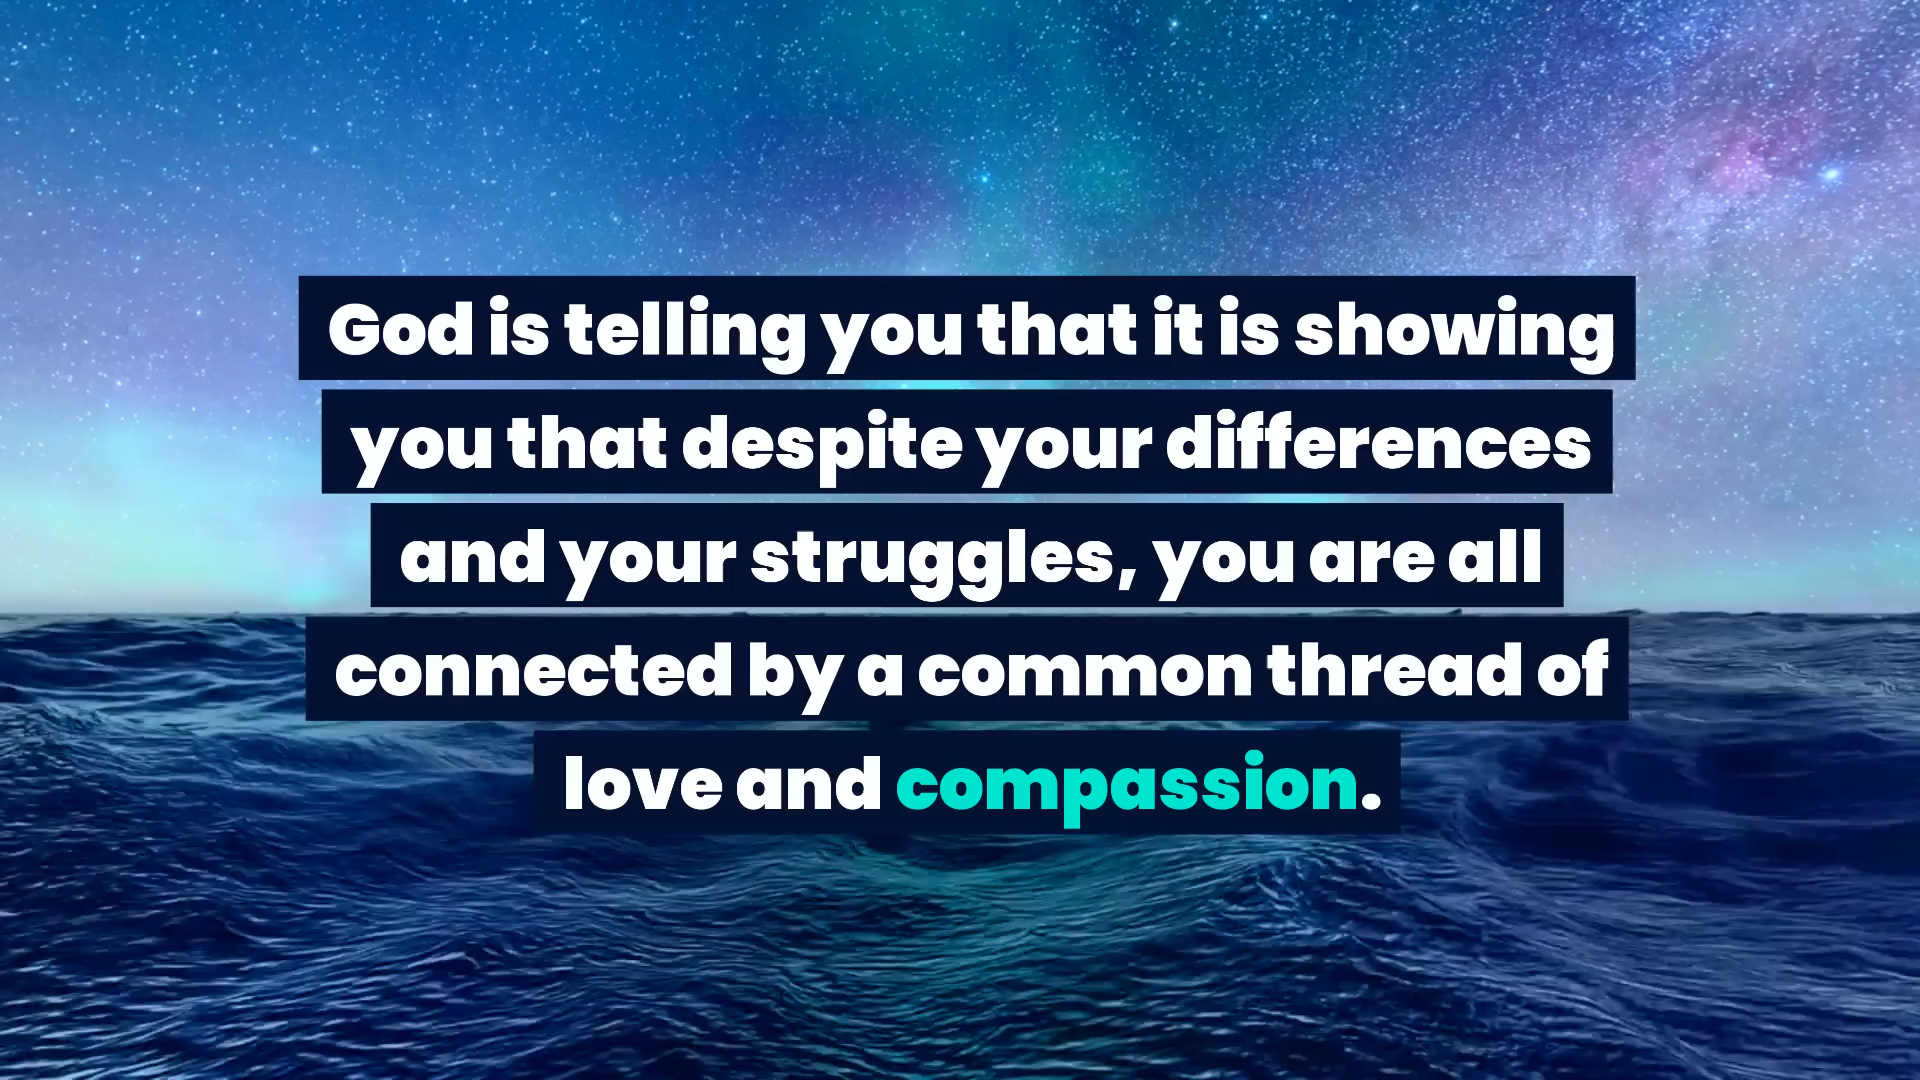 God is telling you that it is showing
you that despite your differences
and your struggles, you are all
connected by a common thread of
love and compassion.